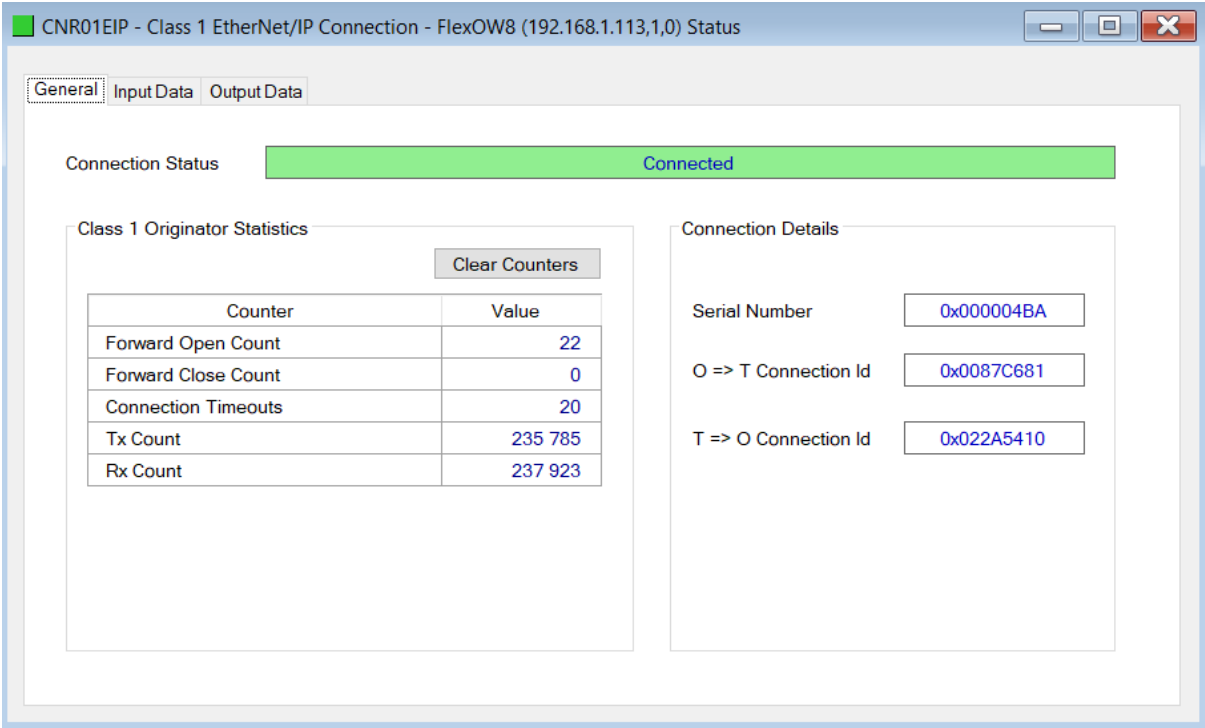 CNR01EIP - Class 1 EtherNet/IP Connection - FlexOW8 (192.168.1.113,1,0) Status
General Input Data Output Data
Connection Status Connected
Class 1 Originator Statistics
Clear Counters
Counter Value
Forward Open Count 22
Forward Close Count 0
Connection Timeouts 20
Tx Count 235 785
Rx Count 237 923
Connection Details
Serial Number 0x000004BA
O => T Connection Id 0x0087C681
T => O Connection Id 0x022A5410